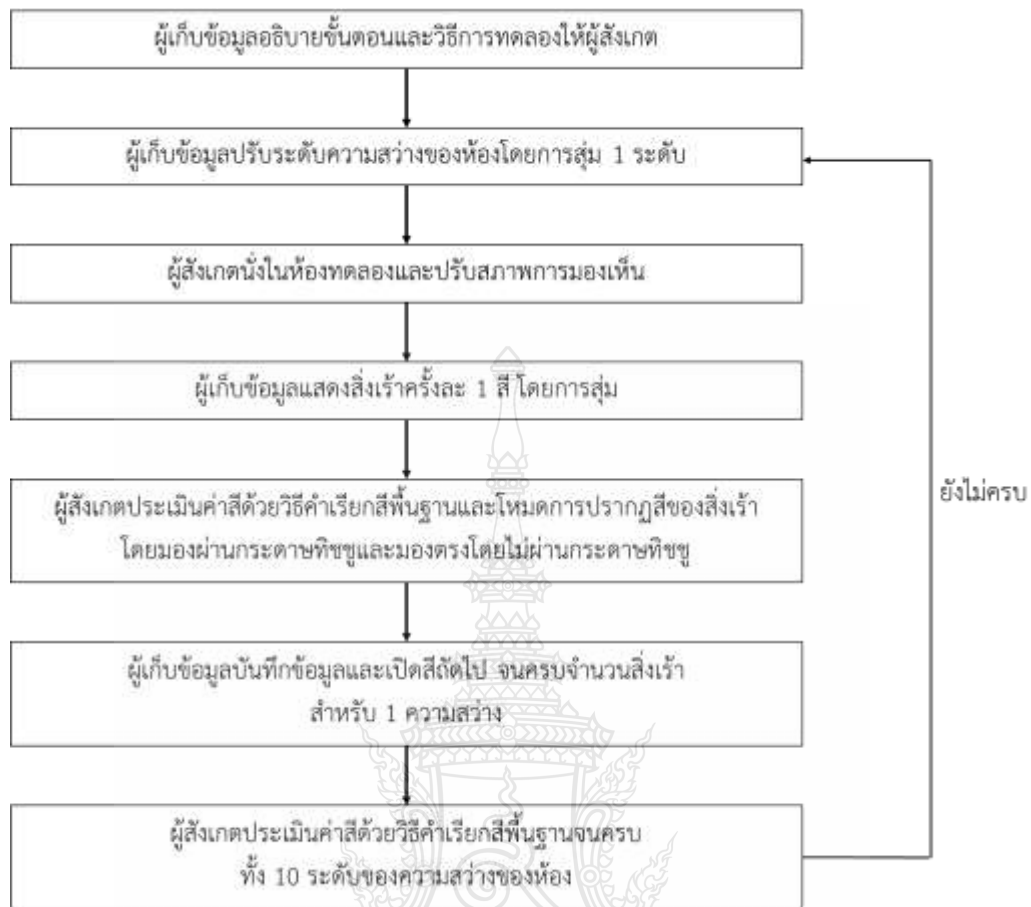 ผู้เก็บข้อมูลอธิบายขั้นตอนและวิธีการทดลองให้ผู้สังเกต
ผู้เก็บข้อมูลปรับระดับความสว่างของห้องโดยการสุ่ม 1 ระดับ
ผู้สังเกตนั่งในห้องทดลองและปรับสภาพการมองเห็น
ผู้เก็บข้อมูลแสดงสิ่งเร้าครั้งละ 1 สี โดยการสุ่ม
ผู้สังเกตประเมินค่าสีด้วยวิธีคำเรียกสีพื้นฐานและโหมดการปรากฏสีของสิ่งเร้า
โดยมองผ่านกระดาษทิชชูและมองตรงโดยไม่ผ่านกระดาษทิชชู
ยังไม่ครบ
ผู้เก็บข้อมูลบันทึกข้อมูลและเปิดสีถัดไป จนครบจำนวนสิ่งเร้า
สำหรับ 1 ความสว่าง
ผู้สังเกตประเมินค่าสีด้วยวิธีคำเรียกสีพื้นฐานจนครบ
ทั้ง 10 ระดับของความสว่างของห้อง